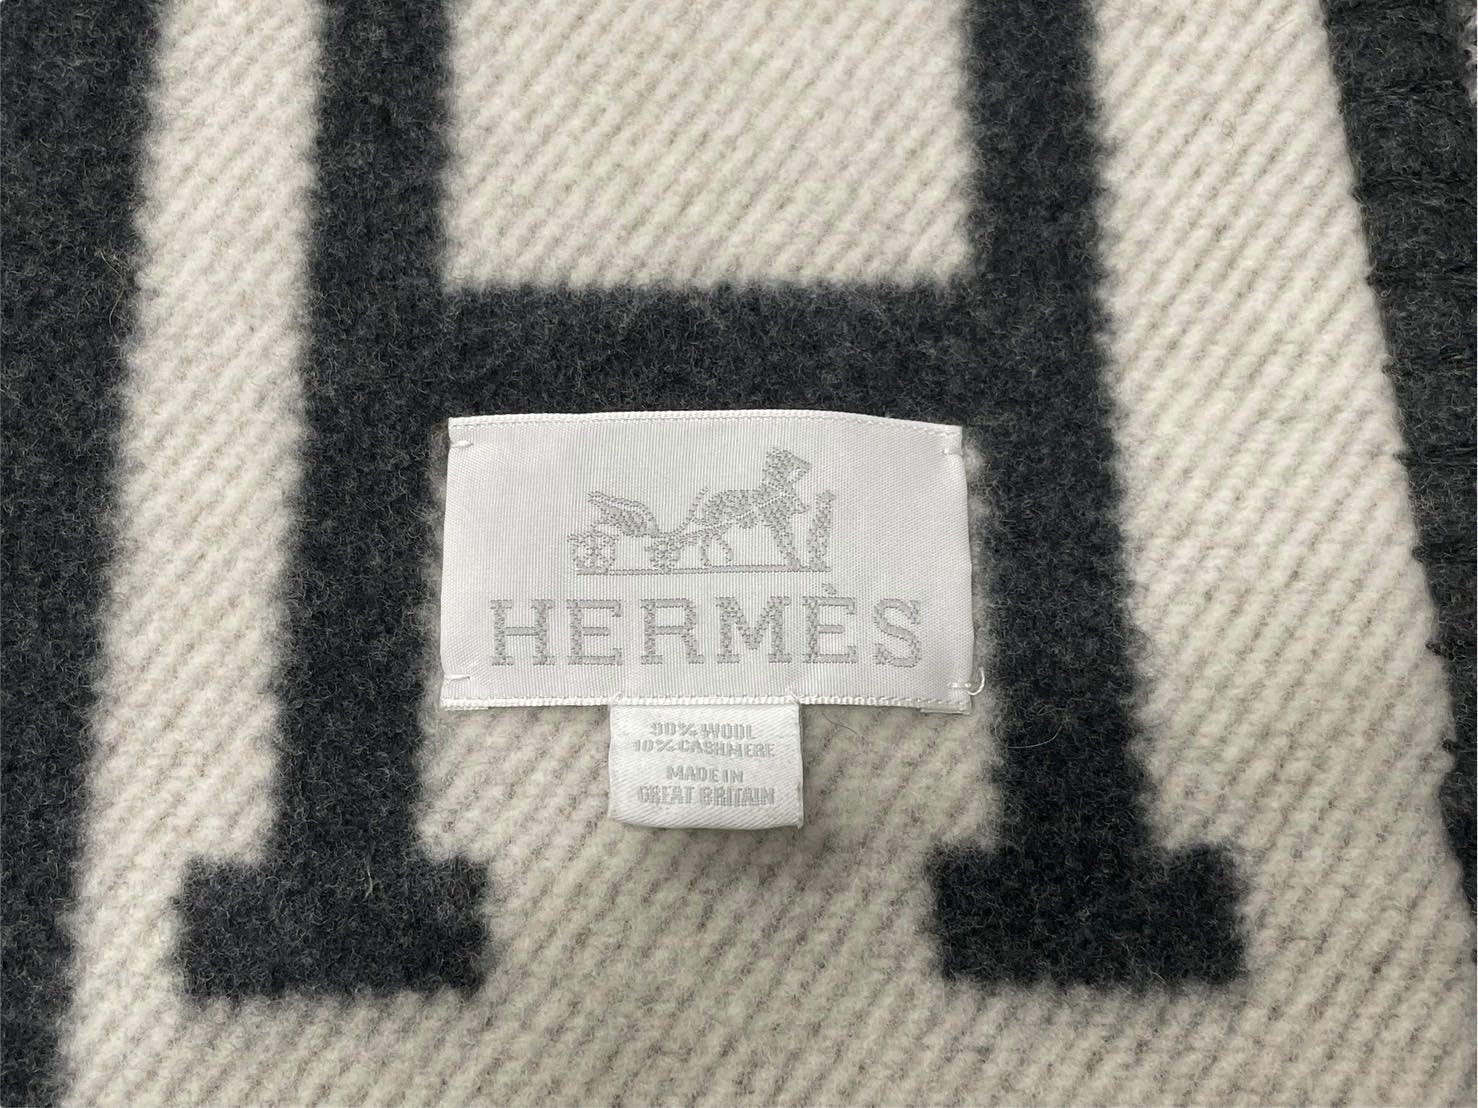 H
HERMÈS
90% WOOL
10% CASHMERE
MADE IN
GREAT BRITAIN